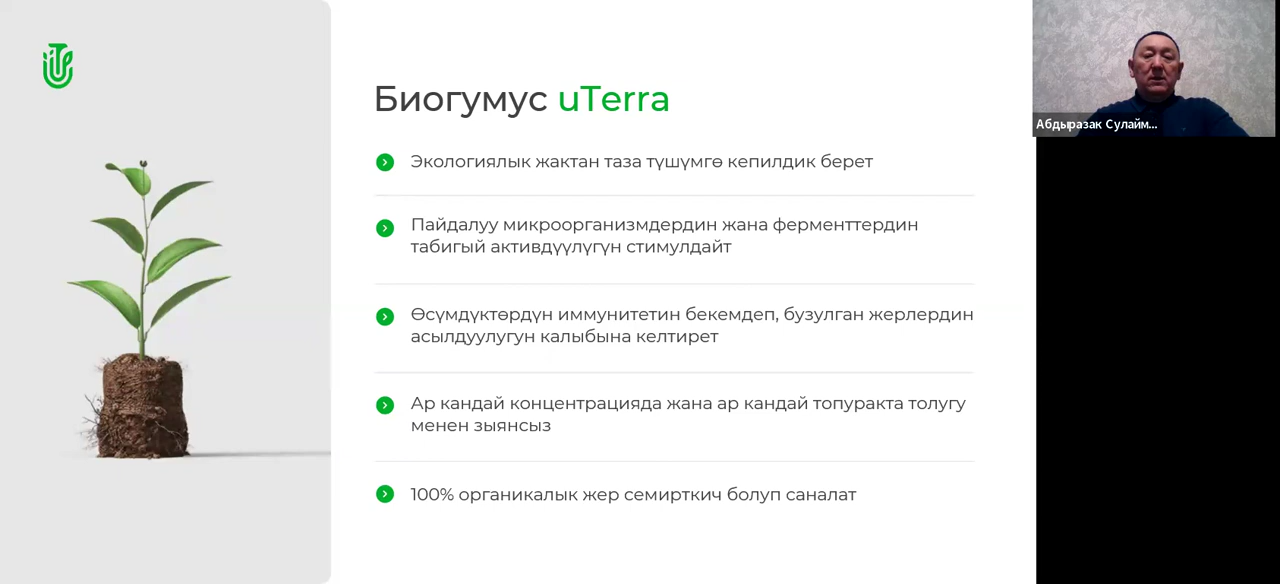 Биогумус uTerra
Экологиялык жактан таза түшүмгө кепилдик берет
Пайдалуу микроорганизмдердин жана ферменттердин
табигый активдүүлүгүн стимулдайт
Өсүмдүктөрдүн иммунитетин бекемдеп, бузулган жерлердин
асылдуулугун калыбына келтирет
Ар кандай концентрацияда жана ар кандай топуракта толугу
менен зыянсыз
100% органикалык жер семирткич болуп саналат
Абдыразак Сулайм...